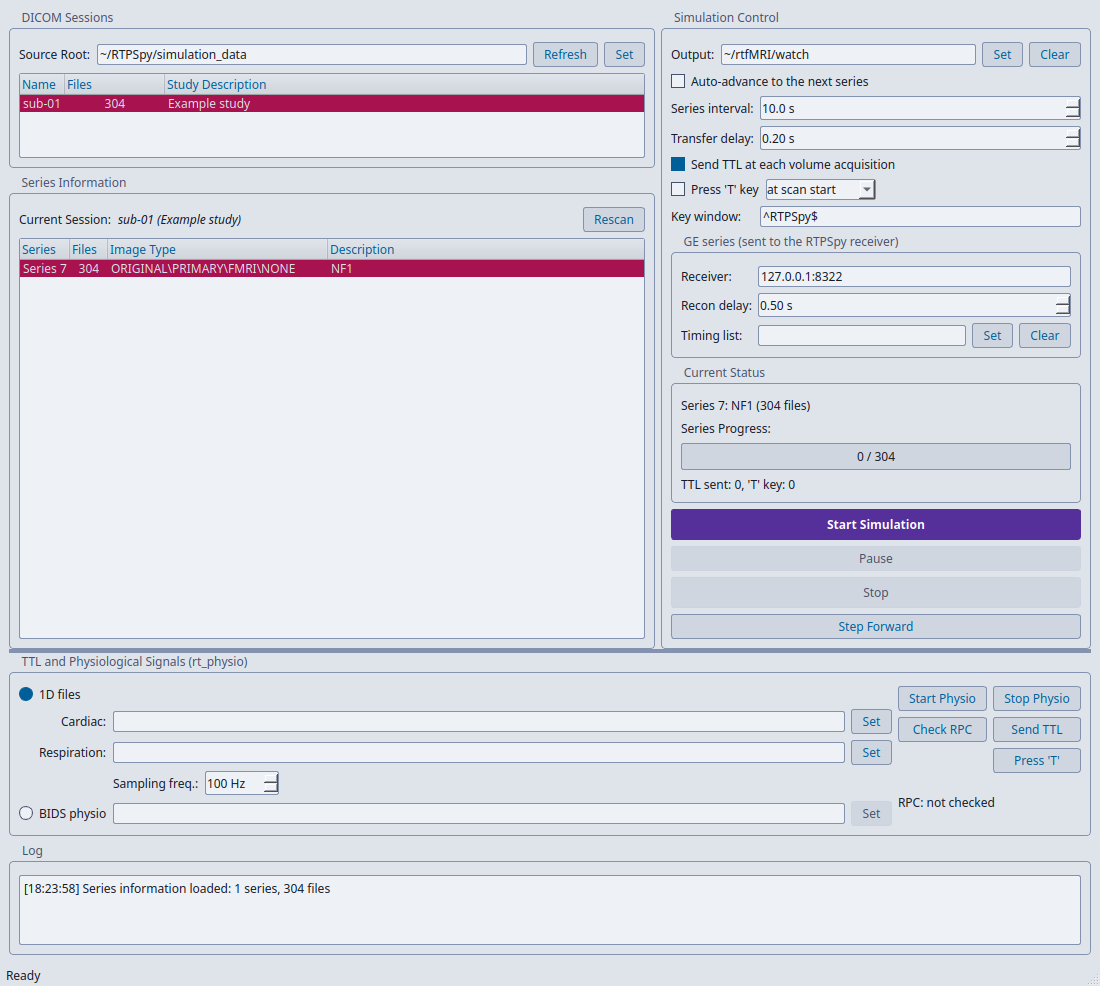 DICOM Sessions
Source Root: ~/RTPSpy/simulation_data Refresh Set
Name Files Study Description
sub-01 304 Example study
Series Information
Current Session: sub-01 (Example study) Rescan
Series Files Image Type Description
Series 7 304 ORIGINAL\PRIMARY\FMRI\NONE NF1
Simulation Control
Output: ~/rtfMRI/watch Set Clear
Auto-advance to the next series
Series interval: 10.0 s
Transfer delay: 0.20 s
Send TTL at each volume acquisition
Press 'T' key at scan start
Key window: ^RTPSpy$
GE series (sent to the RTPSpy receiver)
Receiver: 127.0.0.1:8322
Recon delay: 0.50 s
Timing list: Set Clear
Current Status
Series 7: NF1 (304 files)
Series Progress:
0 / 304
TTL sent: 0, 'T' key: 0
Start Simulation
Pause
Stop
Step Forward
TTL and Physiological Signals (rt_physio)
1D files
Cardiac: Set
Respiration: Set
Sampling freq.: 100 Hz
BIDS physio Set
Start Physio Stop Physio
Check RPC Send TTL
Press 'T'
RPC: not checked
Log
[18:23:58] Series information loaded: 1 series, 304 files
Ready